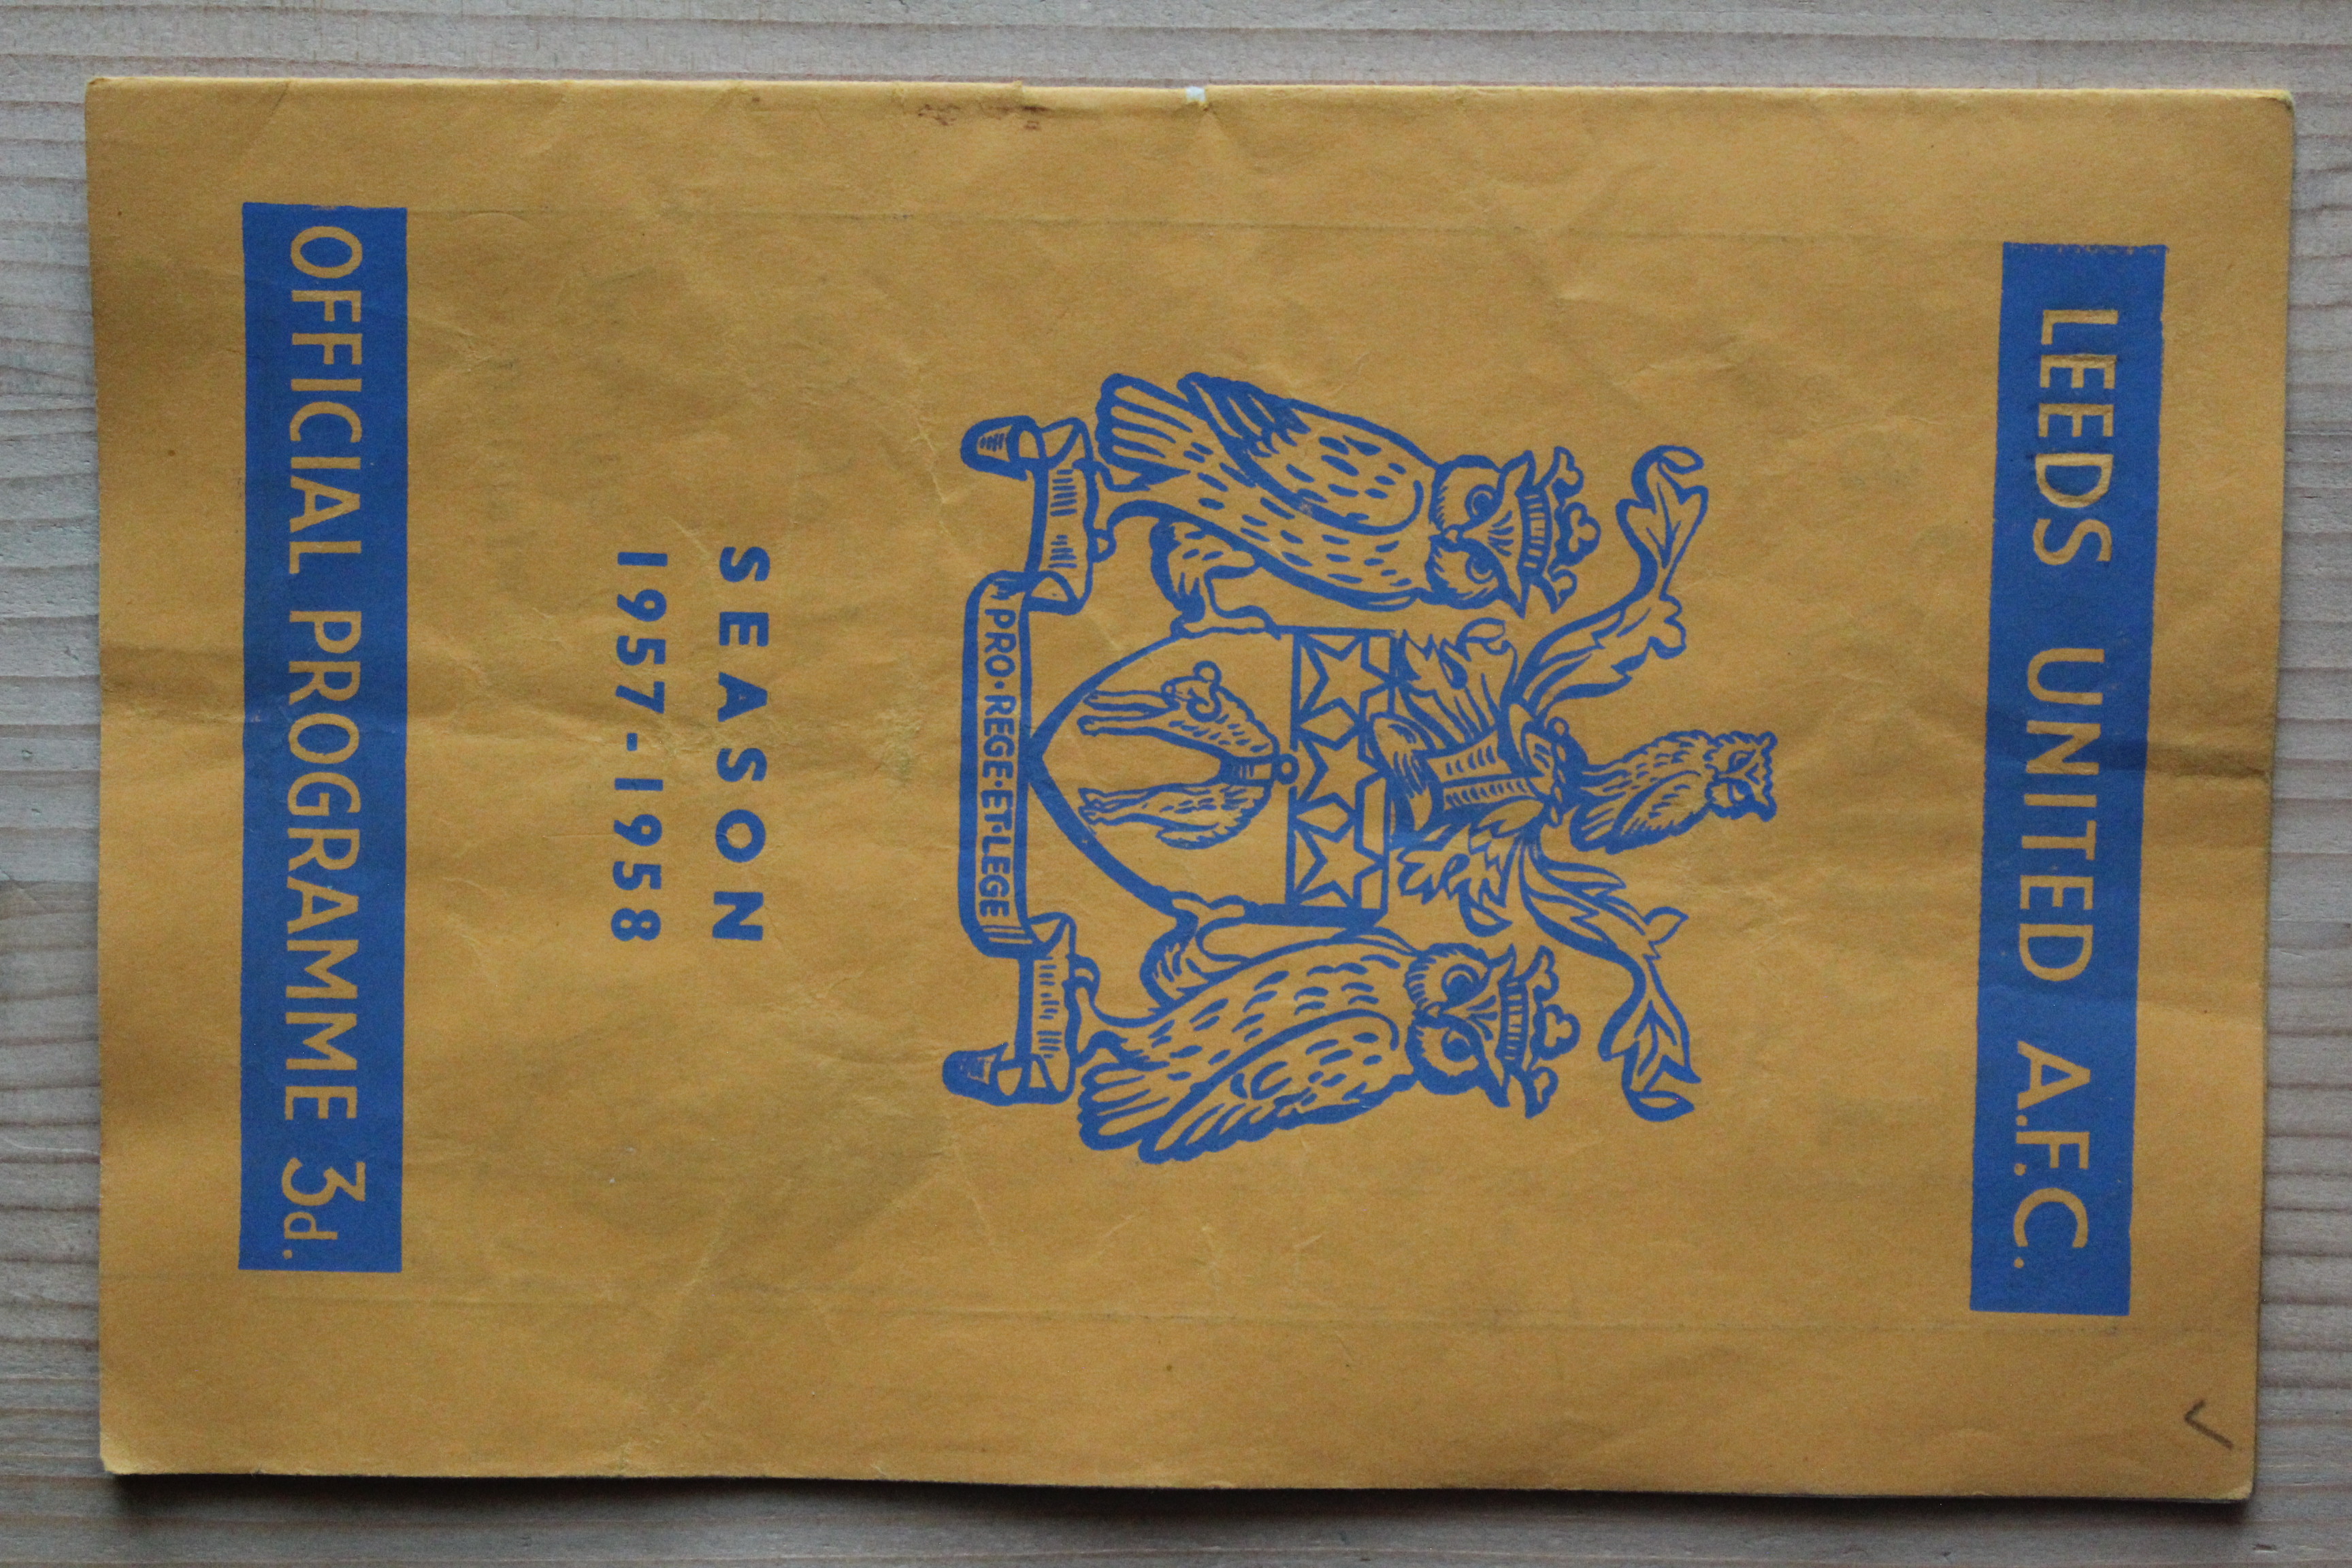 LEEDS UNITED A.F.C.
PRO·REGE·ET·LEGE
SEASON
1957-1958
OFFICIAL PROGRAMME 3d.